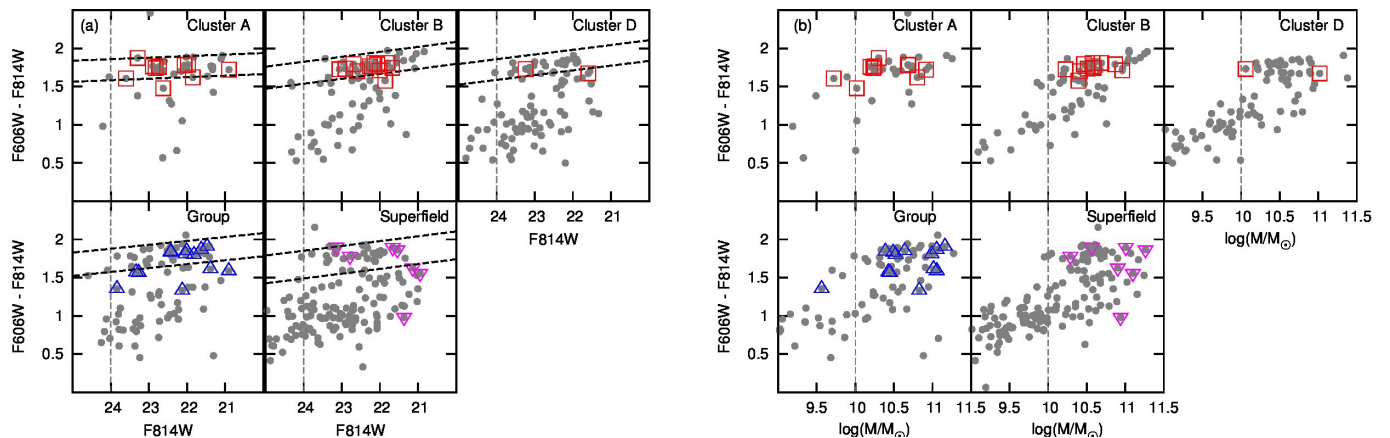 (a) Cluster A Cluster B Cluster D
2
1.5
1
0.5
F606W - F814W
24 23 22 21
F814W
Group Superfield
2
1.5
1
0.5
F606W - F814W
24 23 22 21 24 23 22 21
F814W F814W
(b) Cluster A Cluster B Cluster D
2
1.5
1
0.5
F606W - F814W
9.5 10 10.5 11 11.5
log(M/M⊙)
Group Superfield
2
1.5
1
0.5
F606W - F814W
9.5 10 10.5 11 11.5 9.5 10 10.5 11 11.5
log(M/M⊙) log(M/M⊙)